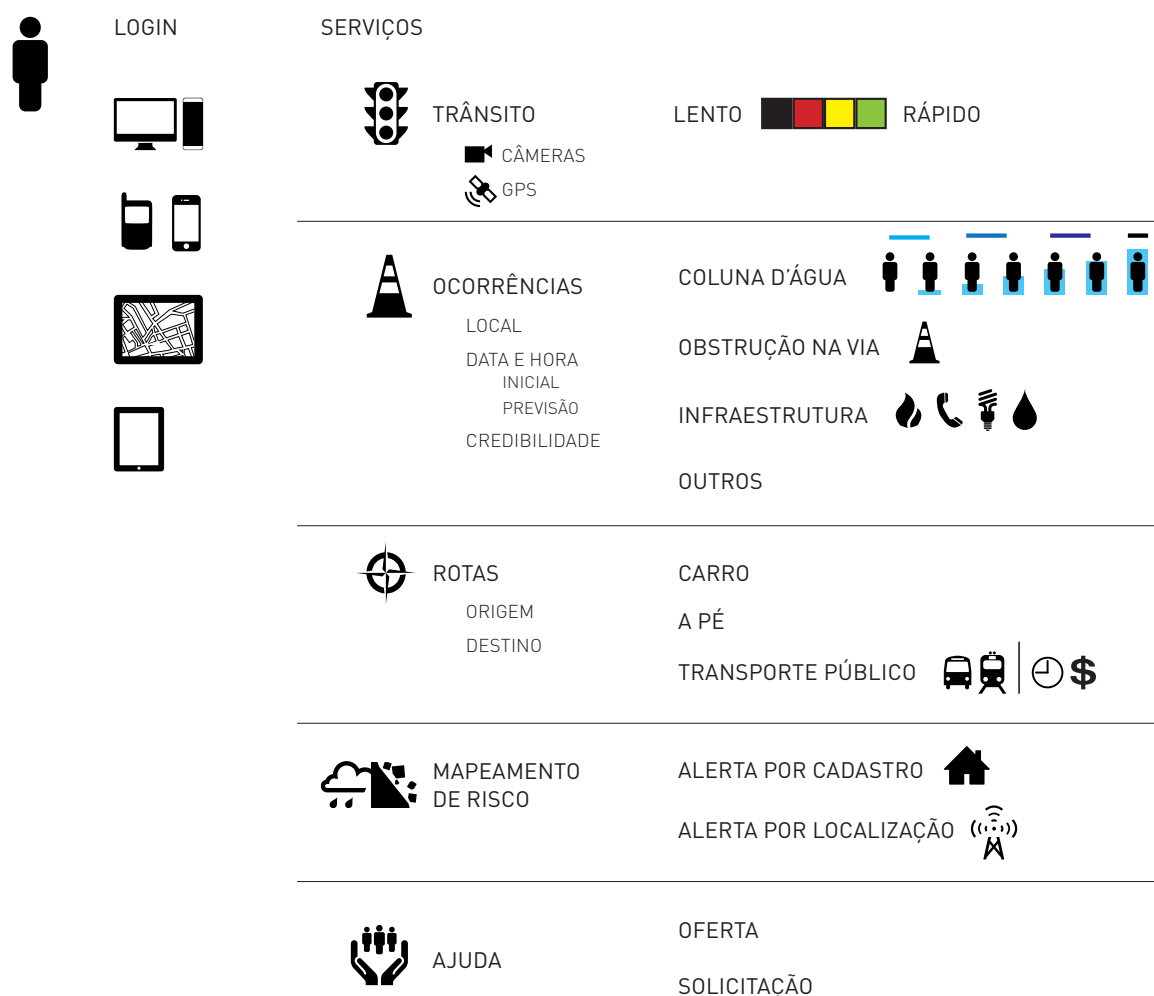 LOGIN
SERVIÇOS
TRÂNSITO
LENTO
RÁPIDO
CÂMERAS
GPS
OCORRÊNCIAS
LOCAL
DATA E HORA
INICIAL
PREVISÃO
CREDIBILIDADE
COLUNA D'ÁGUA
OBSTRUÇÃO NA VIA
INFRAESTRUTURA
OUTROS
ROTAS
ORIGEM
DESTINO
CARRO
A PÉ
TRANSPORTE PÚBLICO
$
MAPEAMENTO
DE RISCO
ALERTA POR CADASTRO
ALERTA POR LOCALIZAÇÃO
AJUDA
OFERTA
SOLICITAÇÃO